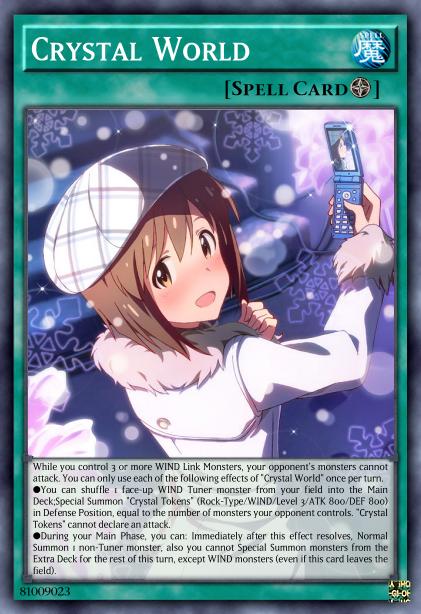 Crystal World
SPELL
魔
[Spell Card]
While you control 3 or more WIND Link Monsters, your opponent's monsters cannot
attack. You can only use each of the following effects of "Crystal World" once per turn.
●You can shuffle 1 face-up WIND Tuner monster from your field into the Main
Deck;Special Summon "Crystal Tokens" (Rock-Type/WIND/Level 3/ATK 800/DEF 800)
in Defense Position, equal to the number of monsters your opponent controls. "Crystal
Tokens" cannot declare an attack.
●During your Main Phase, you can: Immediately after this effect resolves, Normal
Summon 1 non-Tuner monster, also you cannot Special Summon monsters from the
Extra Deck for the rest of this turn, except WIND monsters (even if this card leaves the
field).
81009023